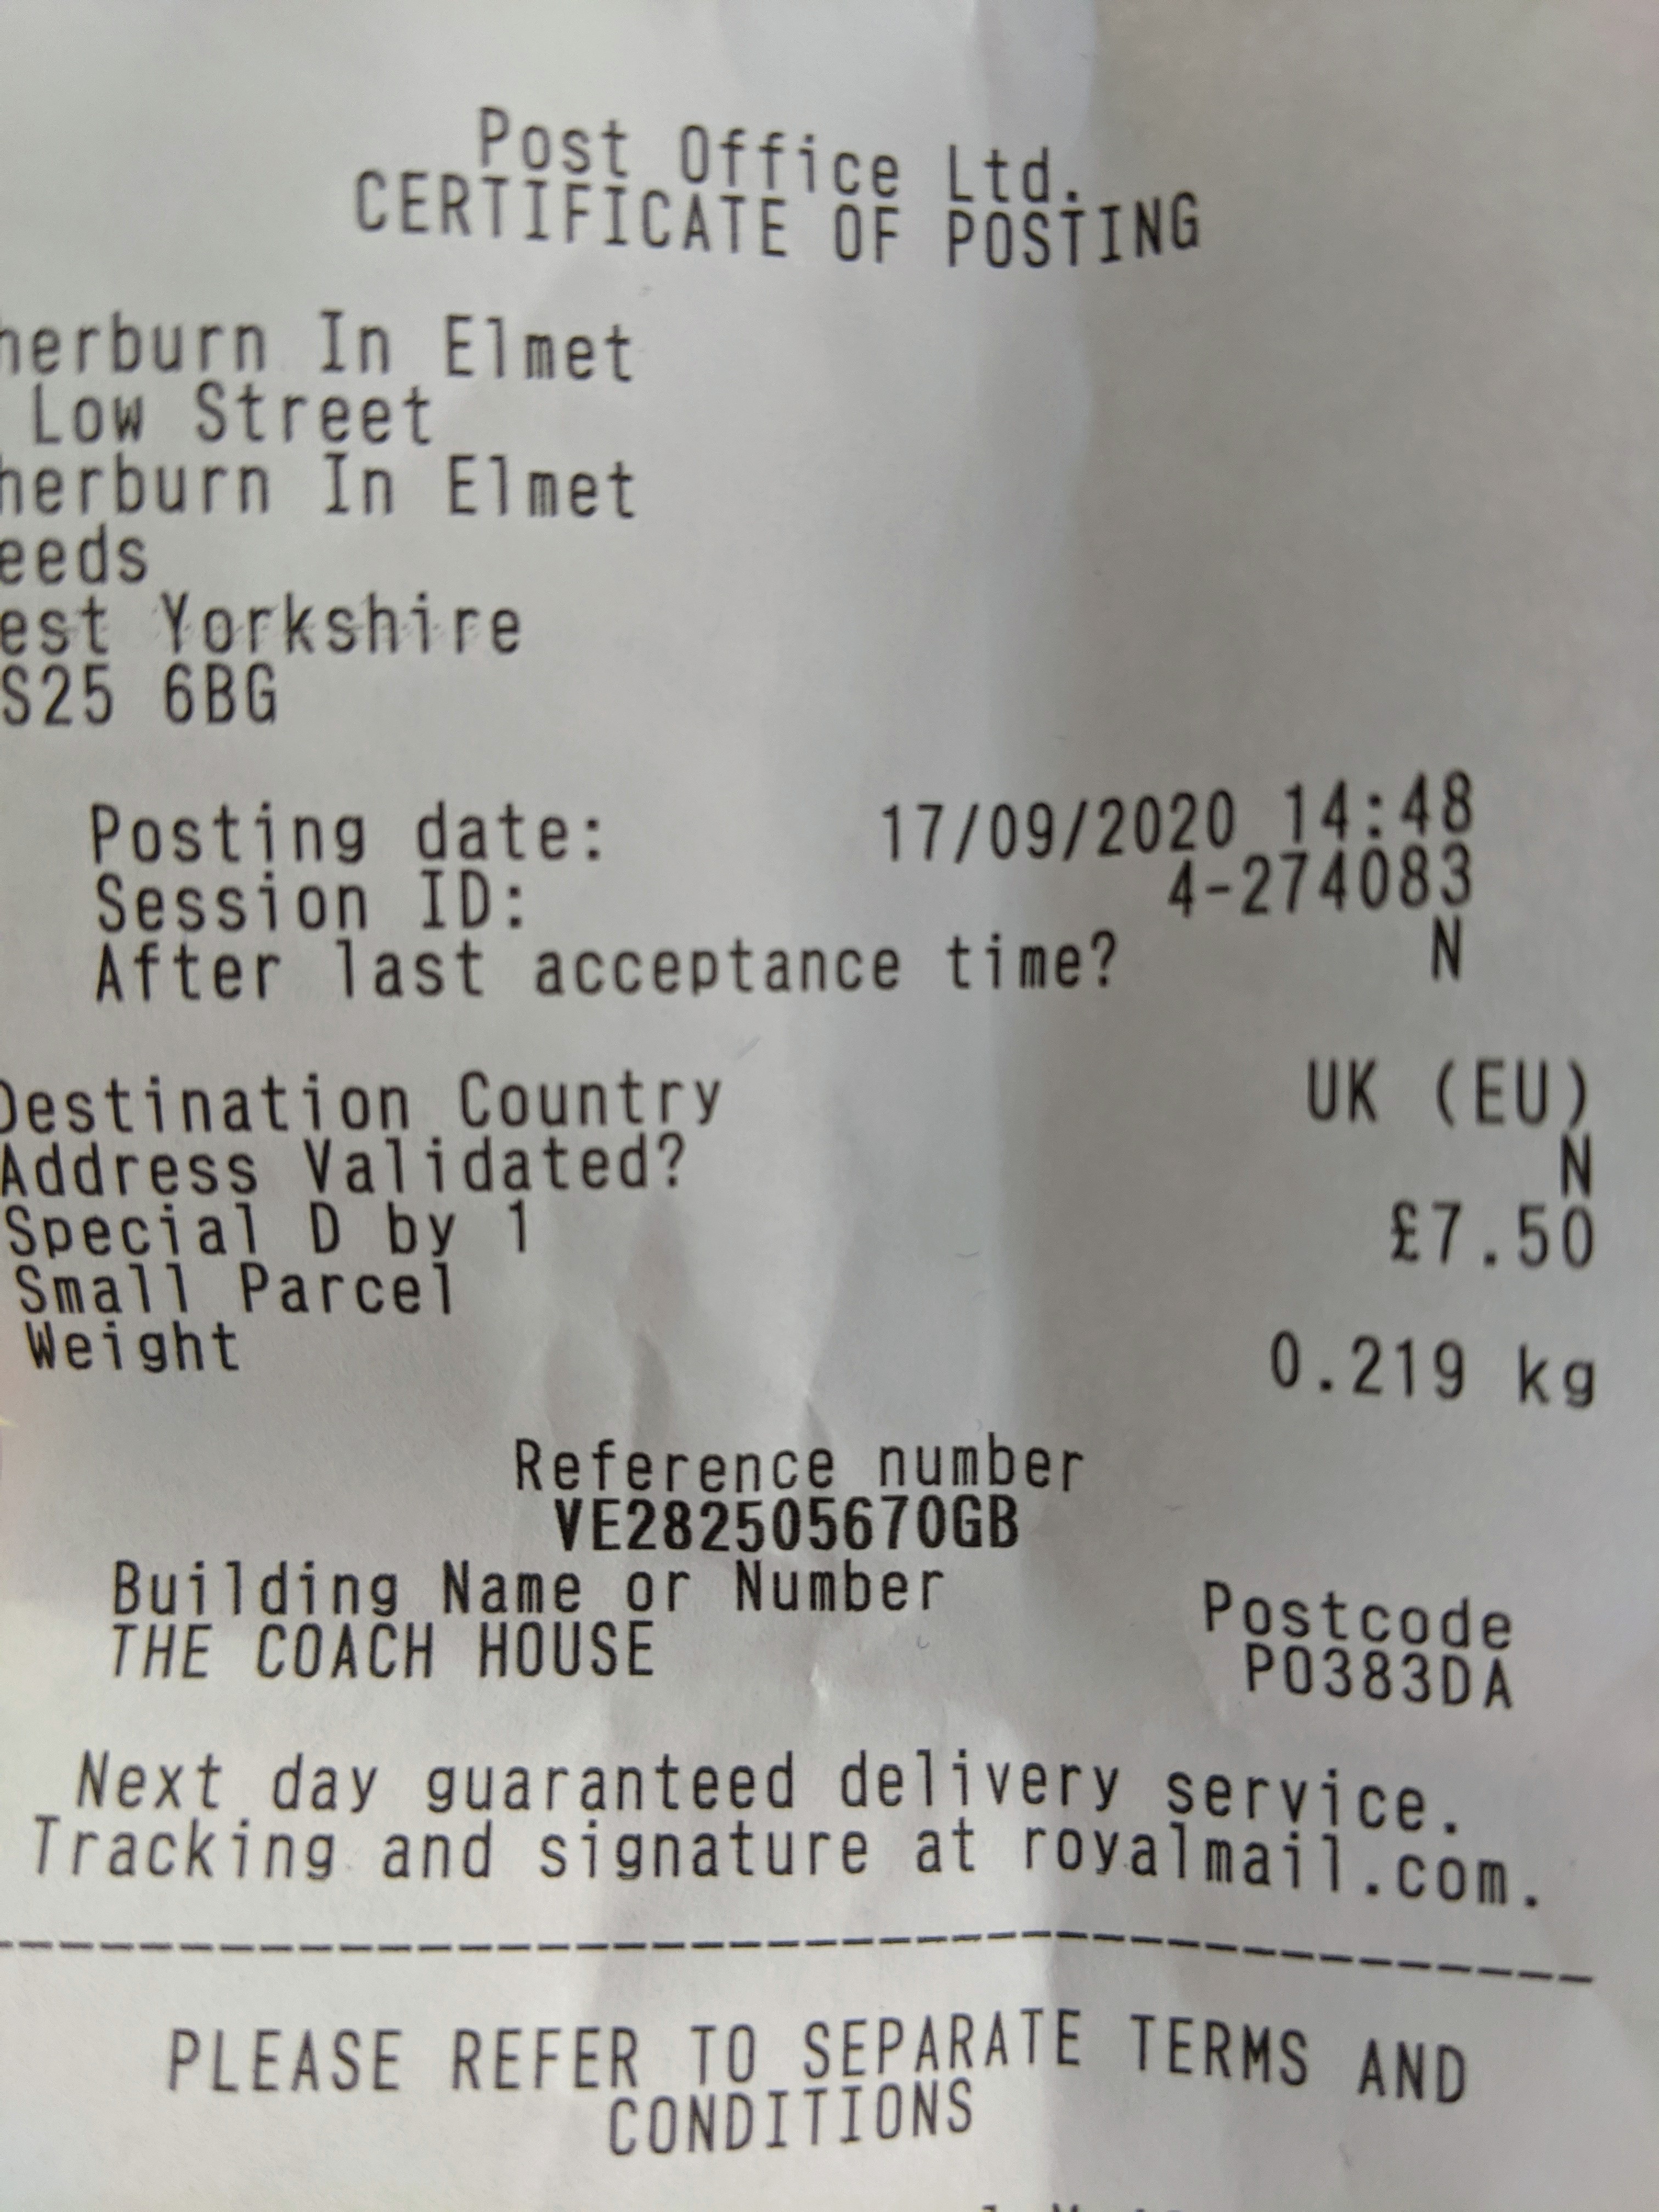 Post Office Ltd.
CERTIFICATE OF POSTING
herburn In Elmet
Low Street
herburn In Elmet
eeds
est Yorkshire
S25 6BG
Posting date: 17/09/2020 14:48
Session ID: 4-274083
After last acceptance time? N
Destination Country UK (EU)
Address Validated? N
Special D by 1 £7.50
Small Parcel
Weight 0.219 kg
Reference number
VE282505670GB
Building Name or Number Postcode
THE COACH HOUSE PO383DA
Next day guaranteed delivery service.
Tracking and signature at royalmail.com.
PLEASE REFER TO SEPARATE TERMS AND
CONDITIONS